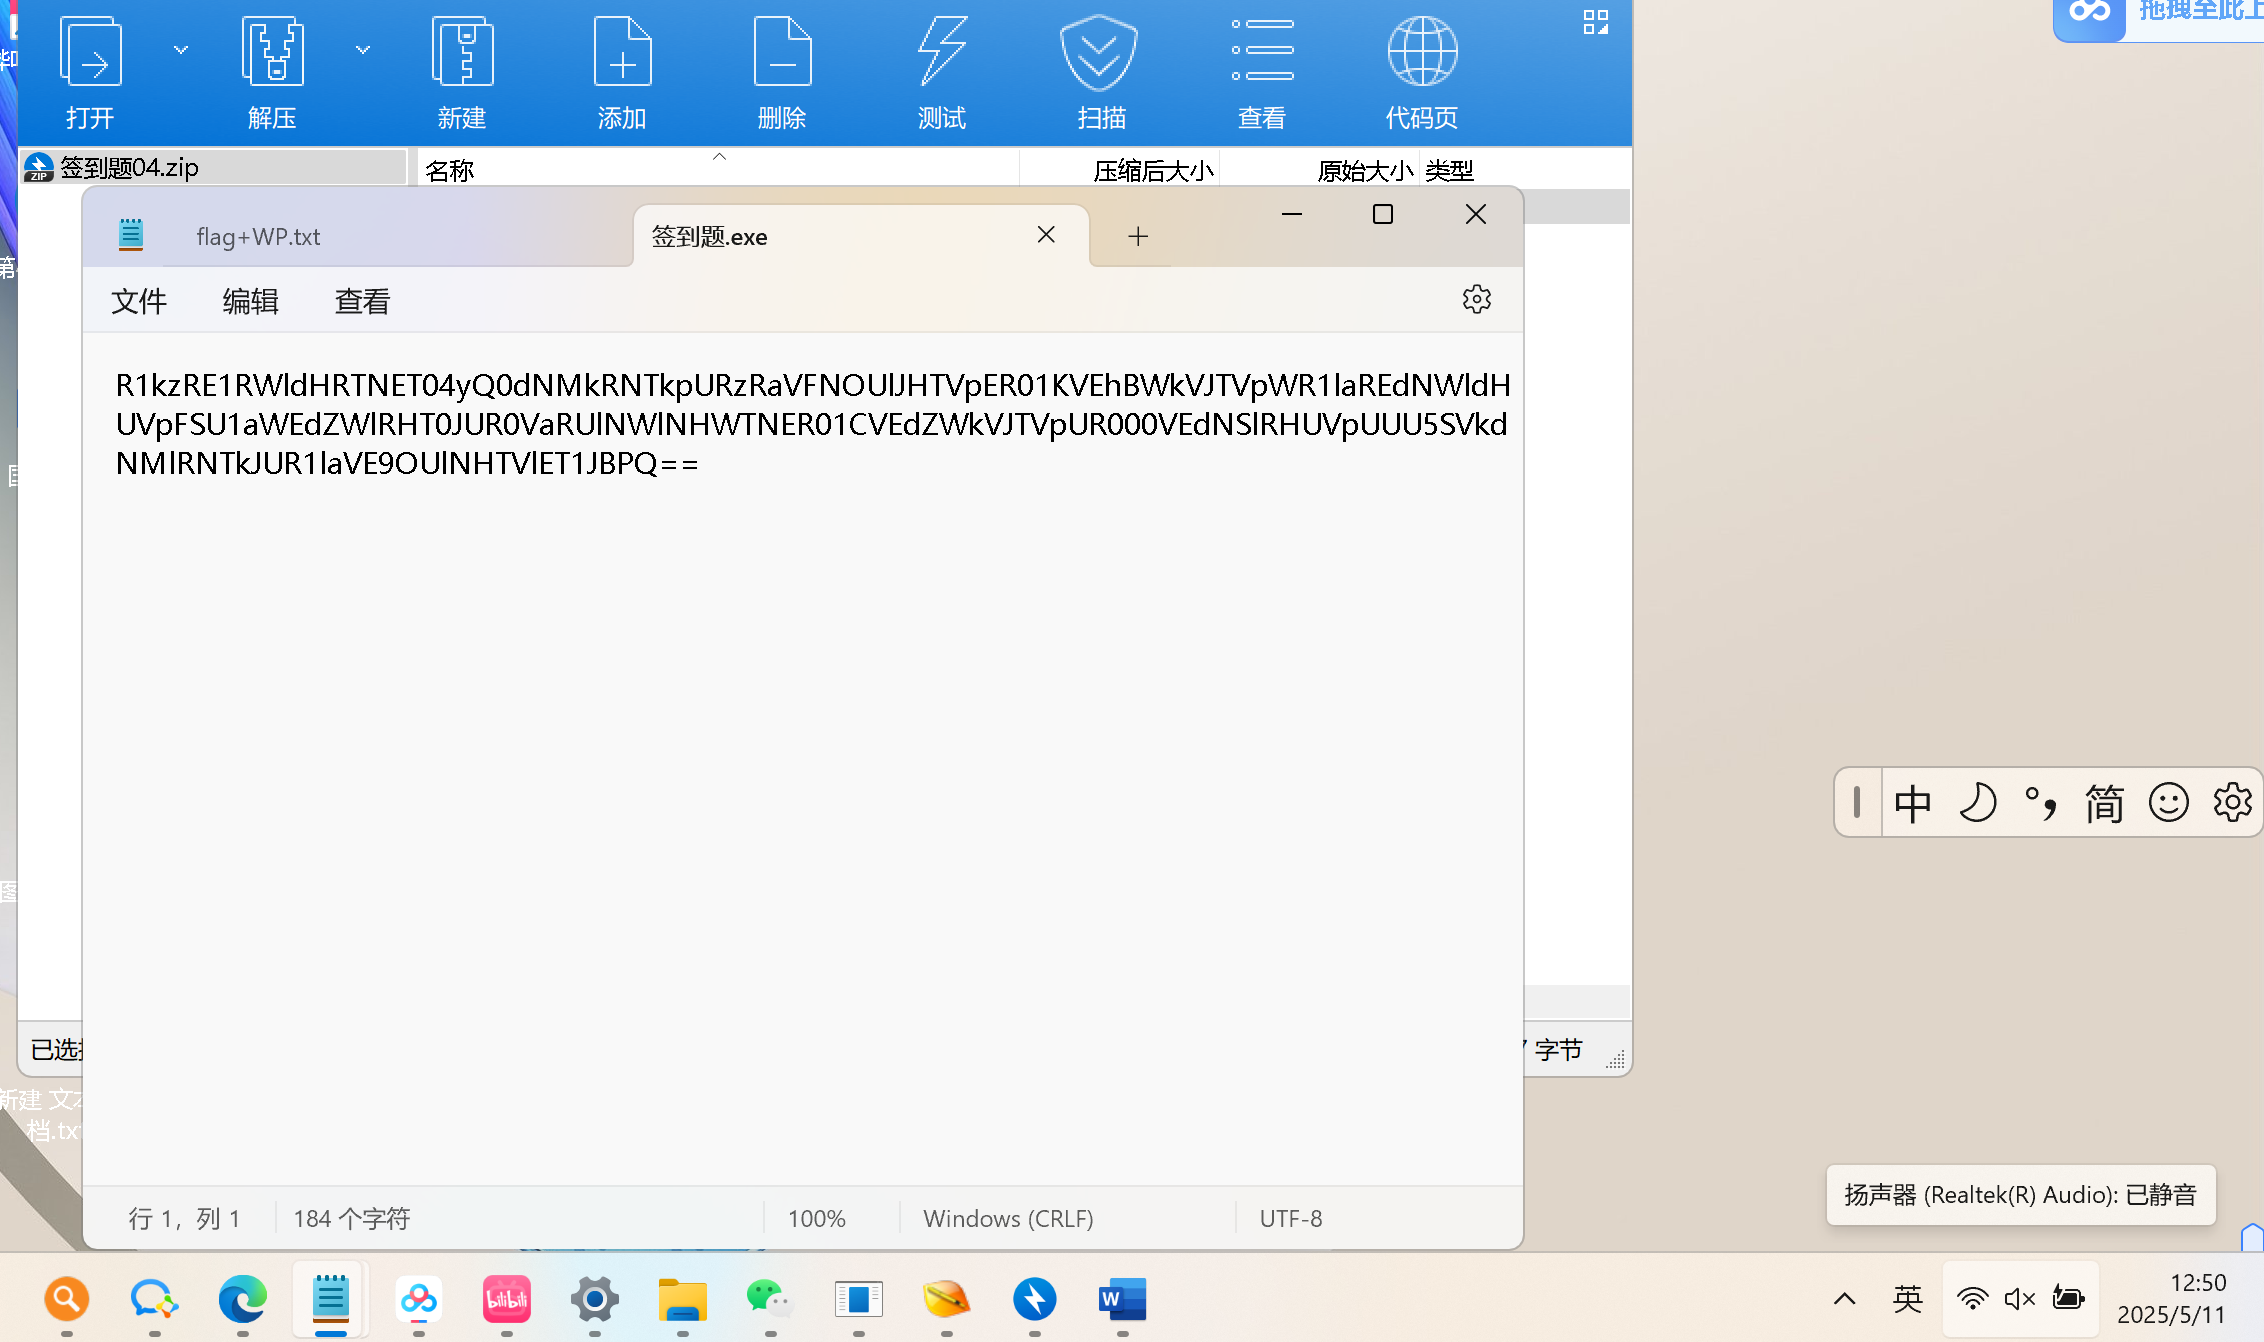 拖拽至此上
打开
解压
新建
添加
删除
测试
扫描
查看
代码页
签到题04.zip
名称
压缩后大小
原始大小
类型
flag+WP.txt
签到题.exe
文件
编辑
查看
R1kzRE1RWldHRTNET04yQ0dNMkRNTkpURzRaVFNOUlJHTVpER01KVEhBWkVJTVpWR1laREdNWldH
UVpFSU1aWEdZWlRHT0JUR0VaRUlNWlNHWTNER01CVEdZWkVJTVpUR000VEdNSlRHUVpUUU5SVkd
NMlRNTkJUR1laVE9OUlNHTVlET1JBPQ==
已选
字节
新建 文
档.tx
中
简
行 1，列 1
184 个字符
100%
Windows (CRLF)
UTF-8
扬声器 (Realtek(R) Audio): 已静音
bilibili
W
英
12:50
2025/5/11